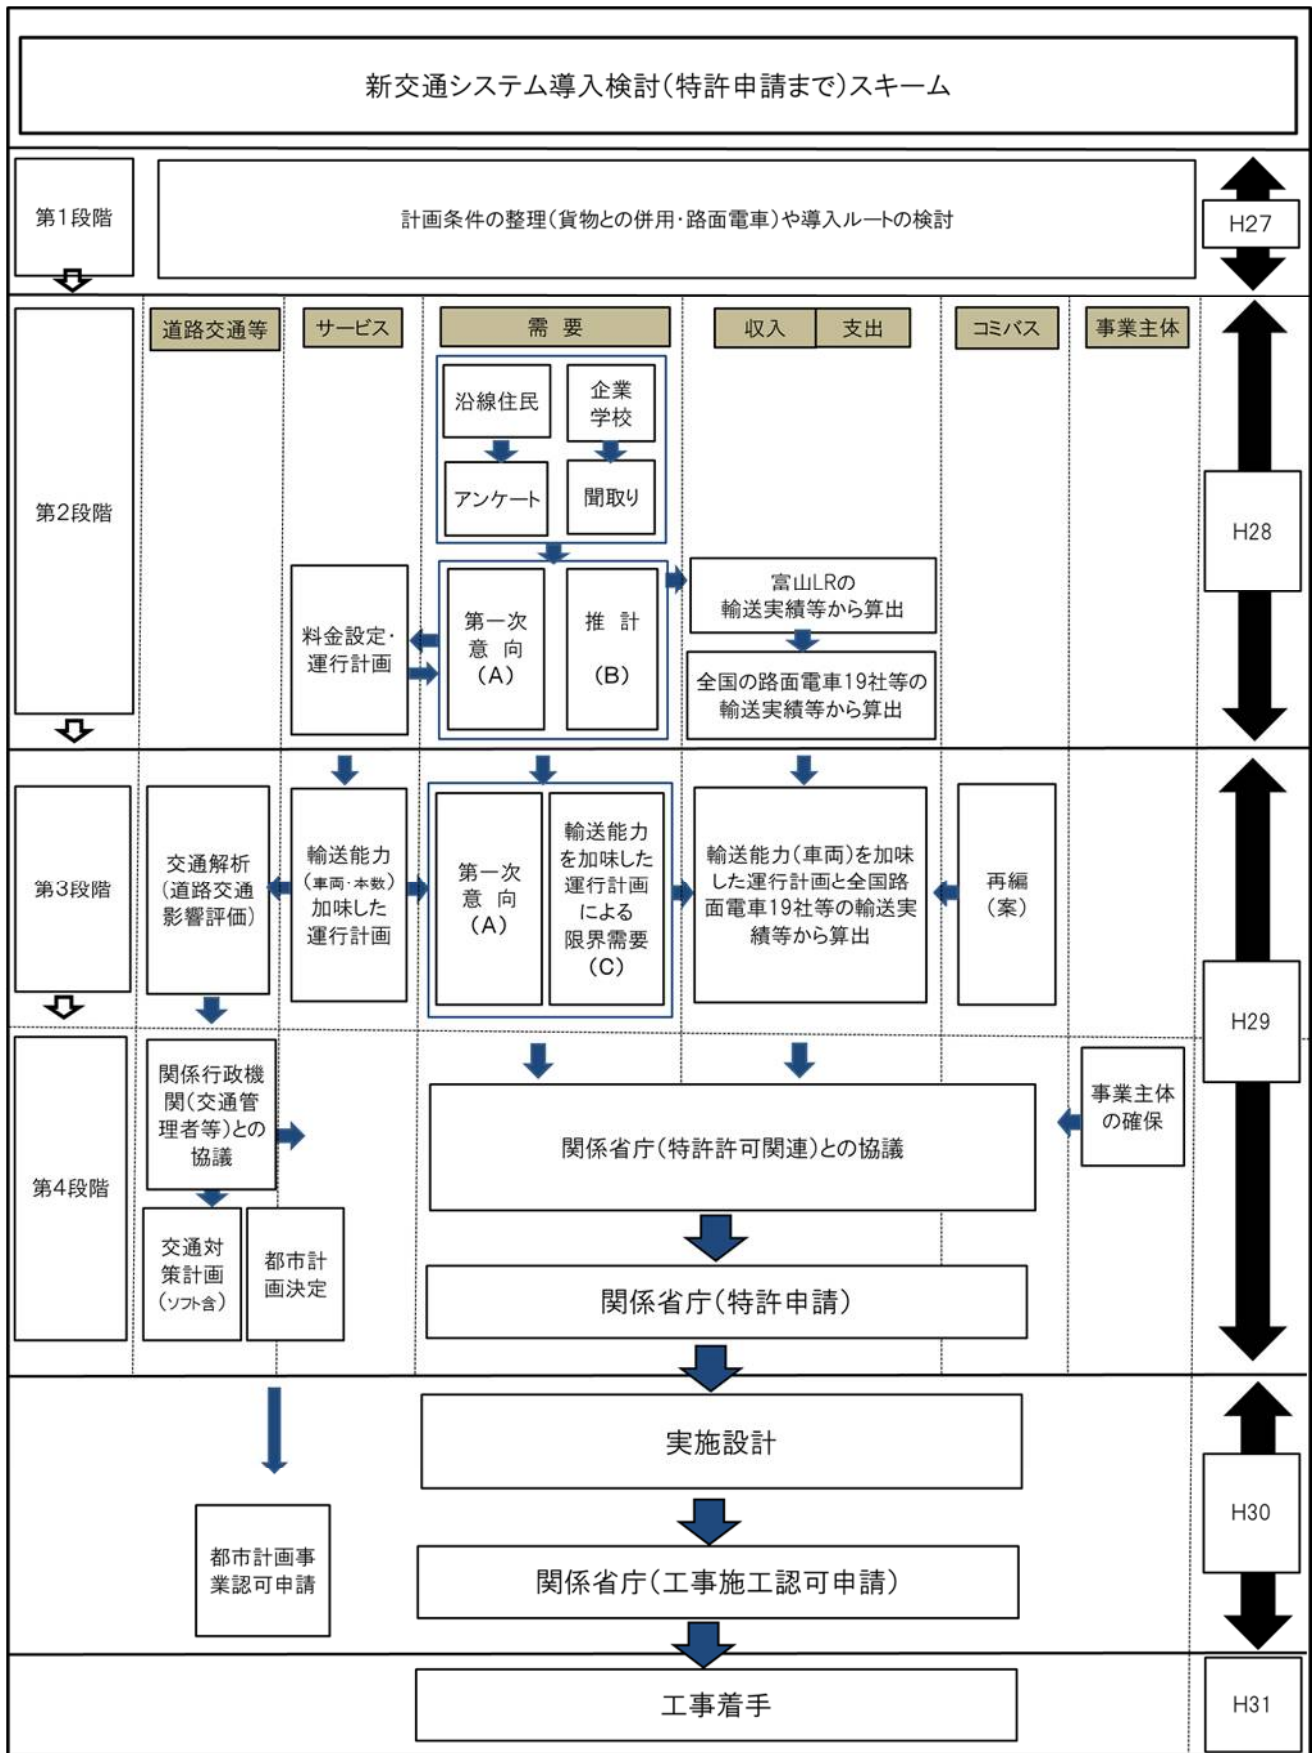 新交通システム導入検討(特許申請まで)スキーム
第1段階
計画条件の整理(貨物との併用・路面電車)や導入ルートの検討
H27
第2段階
道路交通等
サービス
需 要
収入
支出
コミバス
事業主体
沿線住民
企業
学校
アンケート
聞取り
料金設定・
運行計画
第一次
意 向
(A)
推 計
(B)
富山LRの
輸送実績等から算出
全国の路面電車19社等の
輸送実績等から算出
H28
第3段階
交通解析
(道路交通
影響評価)
輸送能力
(車両・本数)
加味した
運行計画
第一次
意 向
(A)
輸送能力
を加味した
運行計画
による
限界需要
(C)
輸送能力(車両)を加味
した運行計画と全国路
面電車19社等の輸送実
績等から算出
再編
(案)
H29
第4段階
関係行政機
関(交通管
理者等)との
協議
関係省庁(特許許可関連)との協議
事業主体
の確保
交通対
策計画
(ソフト含)
都市計
画決定
関係省庁(特許申請)
実施設計
H30
都市計画事
業認可申請
関係省庁(工事施工認可申請)
工事着手
H31